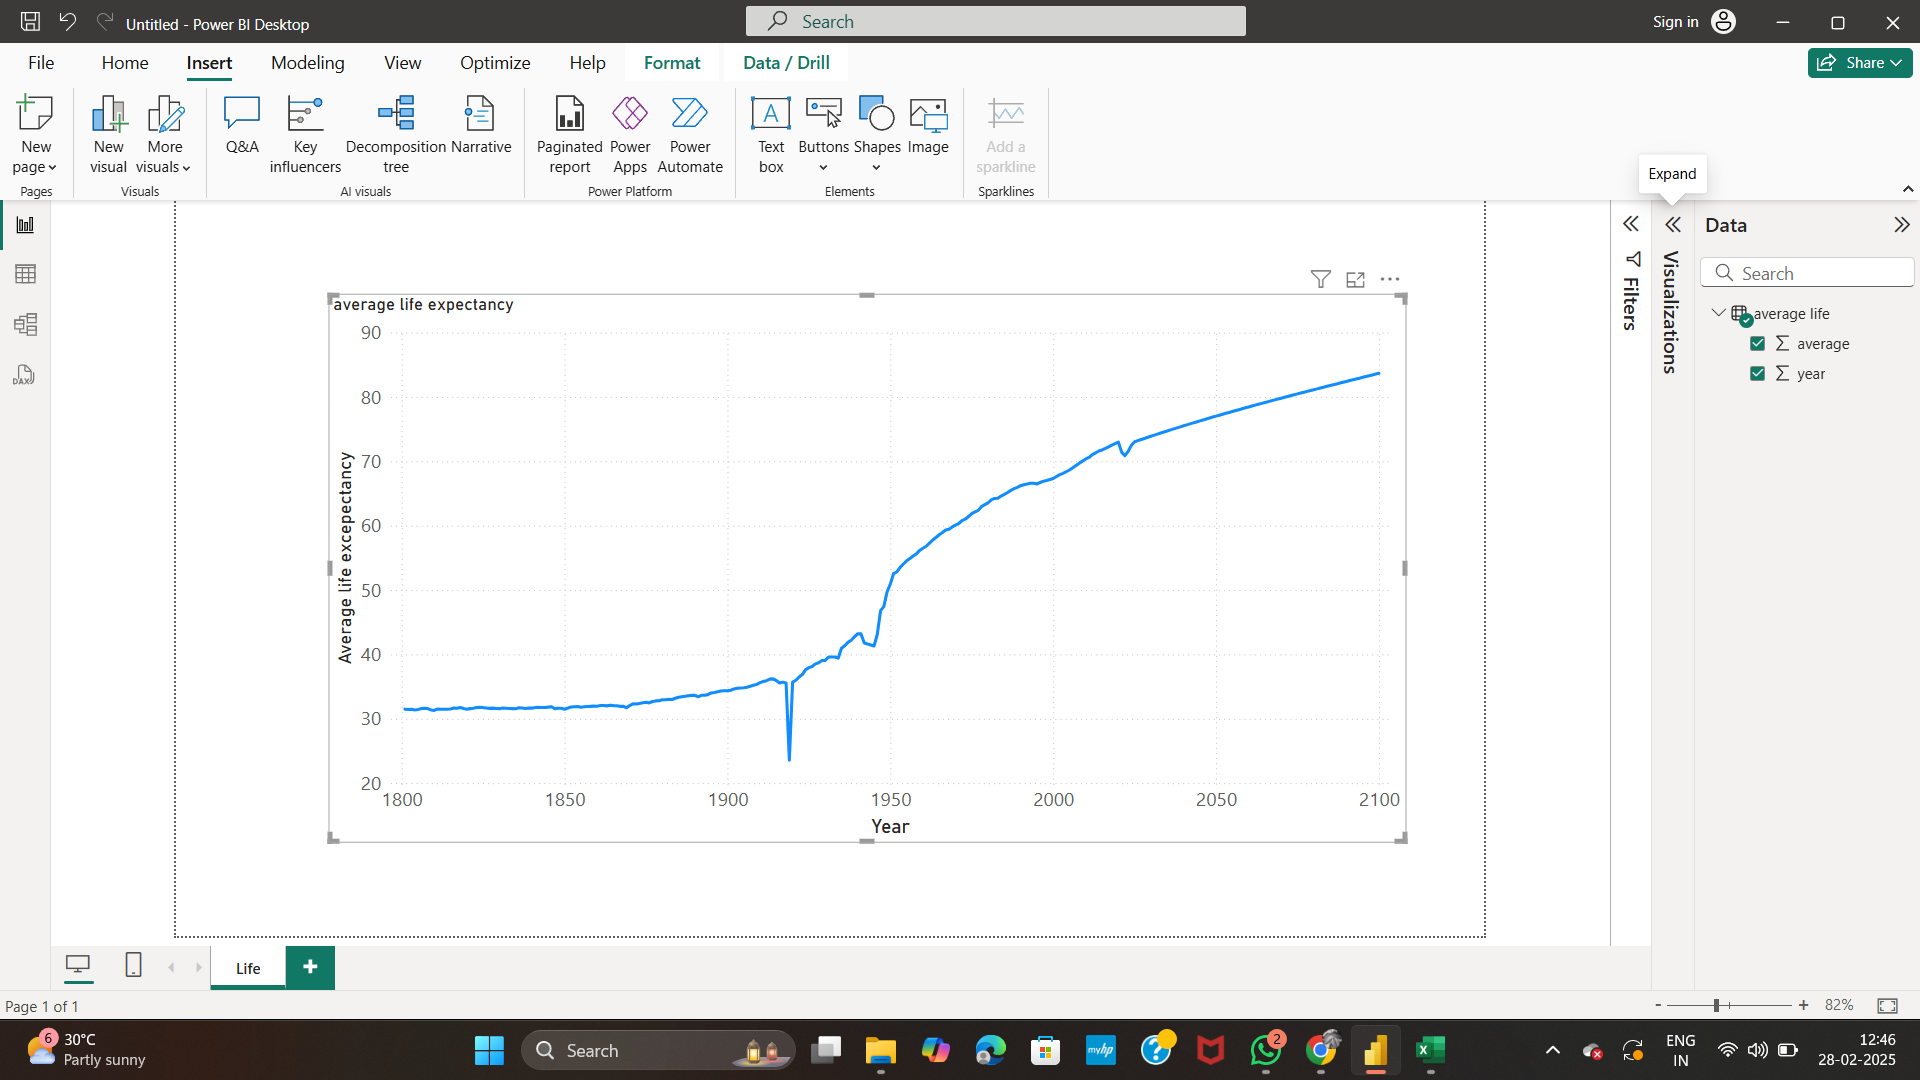 Untitled - Power BI Desktop
Search
Sign in
File
Home
Insert
Modeling
View
Optimize
Help
Format
Data / Drill
Share
New page
New visual
More visuals
Q&A
Key influencers
Decomposition tree
Narrative
Paginated report
Power Apps
Power Automate
Text box
Buttons
Shapes
Image
Add a sparkline
Pages
Visuals
AI visuals
Power Platform
Elements
Sparklines
Expand
DAX
Filters
Visualizations
Data
Search
average life
Σ average
Σ year
average life expectancy
90
80
70
60
50
40
30
20
Average life excepectancy
1800
1850
1900
1950
2000
2050
2100
Year
Life
Page 1 of 1
- + 82%
6
30°C
Partly sunny
Search
myhp
2
ENG
IN
12:46
28-02-2025